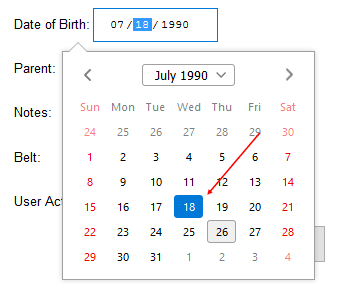 Date of Birth: 07/18/1990
Parent:
July 1990
Notes:
Sun Mon Tue Wed Thu Fri Sat
24 25 26 27 28 29 30
1 2 3 4 5 6 7
8 9 10 11 12 13 14
Belt:
15 16 17 18 19 20 21
User Act
22 23 24 25 26 27 28
29 30 31 1 2 3 4